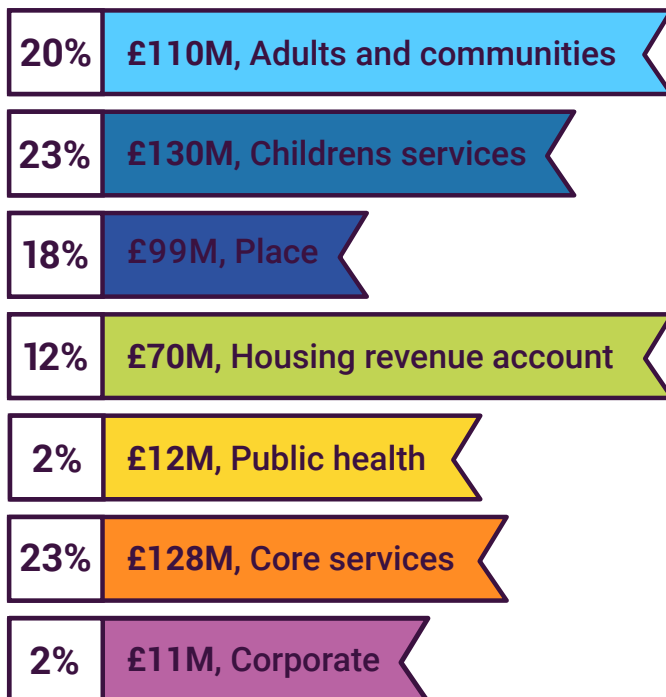 20% £110M, Adults and communities
23% £130M, Childrens services
18% £99M, Place
12% £70M, Housing revenue account
2% £12M, Public health
23% £128M, Core services
2% £11M, Corporate